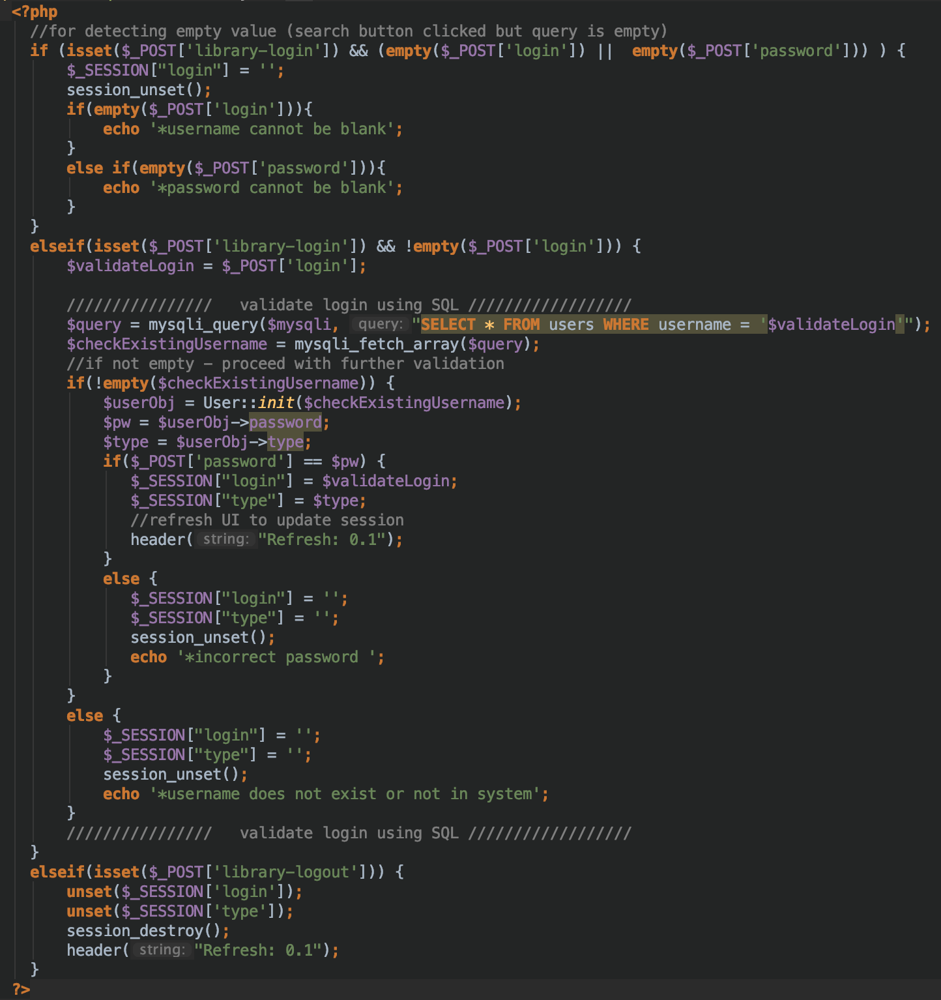 <?php
//for detecting empty value (search button clicked but query is empty)
if (isset($_POST['library-login']) && (empty($_POST['login']) ||  empty($_POST['password'])) ) {
$_SESSION["login"] = '';
session_unset();
if(empty($_POST['login'])){
echo '*username cannot be blank';
}
else if(empty($_POST['password'])){
echo '*password cannot be blank';
}
}
elseif(isset($_POST['library-login']) && !empty($_POST['login'])) {
$validateLogin = $_POST['login'];
////////////////   validate login using SQL //////////////////
$query = mysqli_query($mysqli, query: "SELECT * FROM users WHERE username = '$validateLogin'");
$checkExistingUsername = mysqli_fetch_array($query);
//if not empty - proceed with further validation
if(!empty($checkExistingUsername)) {
$userObj = User::init($checkExistingUsername);
$pw = $userObj->password;
$type = $userObj->type;
if($_POST['password'] == $pw) {
$_SESSION["login"] = $validateLogin;
$_SESSION["type"] = $type;
//refresh UI to update session
header( string: "Refresh: 0.1");
}
else {
$_SESSION["login"] = '';
$_SESSION["type"] = '';
session_unset();
echo '*incorrect password ';
}
}
else {
$_SESSION["login"] = '';
$_SESSION["type"] = '';
session_unset();
echo '*username does not exist or not in system';
}
////////////////   validate login using SQL //////////////////
}
elseif(isset($_POST['library-logout'])) {
unset($_SESSION['login']);
unset($_SESSION['type']);
session_destroy();
header( string: "Refresh: 0.1");
}
?>